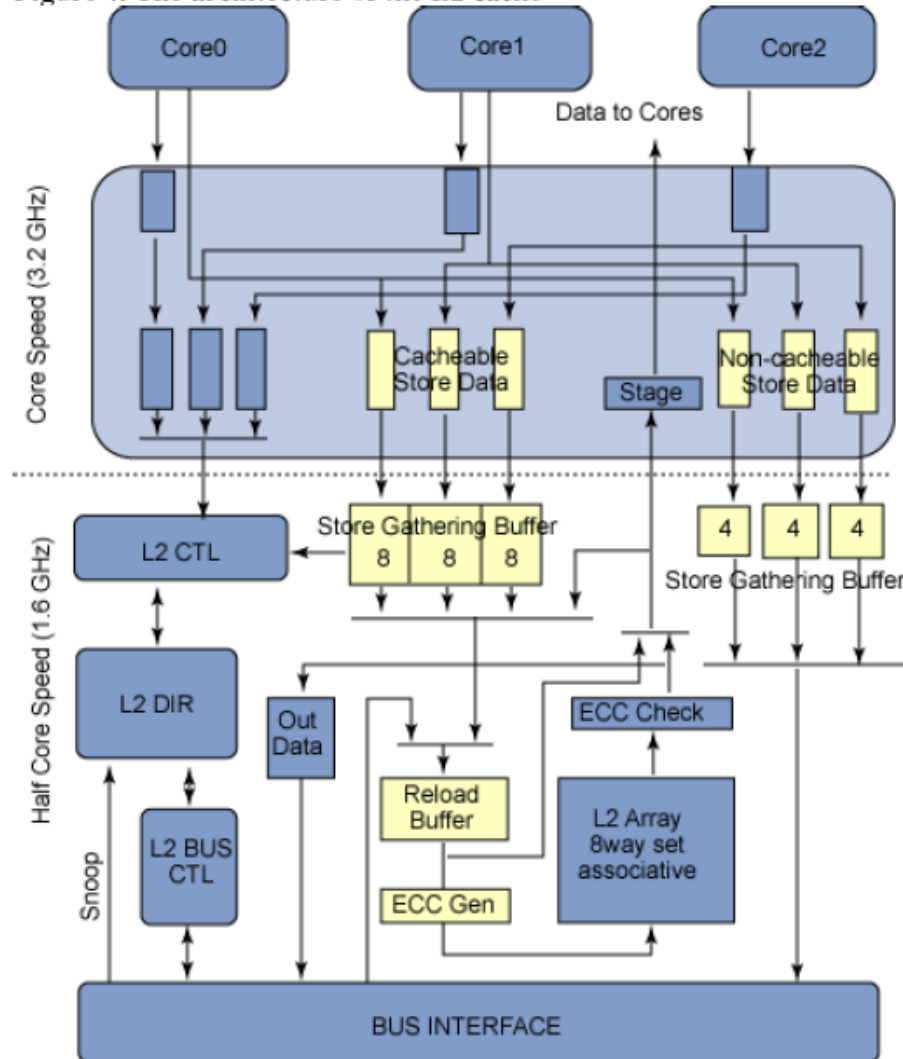 Core0
Core1
Core2
Data to Cores
Core Speed (3.2 GHz)
Cacheable
Store Data
Stage
Non-cacheable
Store Data
Half Core Speed (1.6 GHz)
L2 CTL
Store Gathering Buffer
8 8 8
4 4 4
Store Gathering Buffer
L2 DIR
Out
Data
ECC Check
Reload
Buffer
L2 Array
8way set
associative
L2 BUS
CTL
Snoop
ECC Gen
BUS INTERFACE